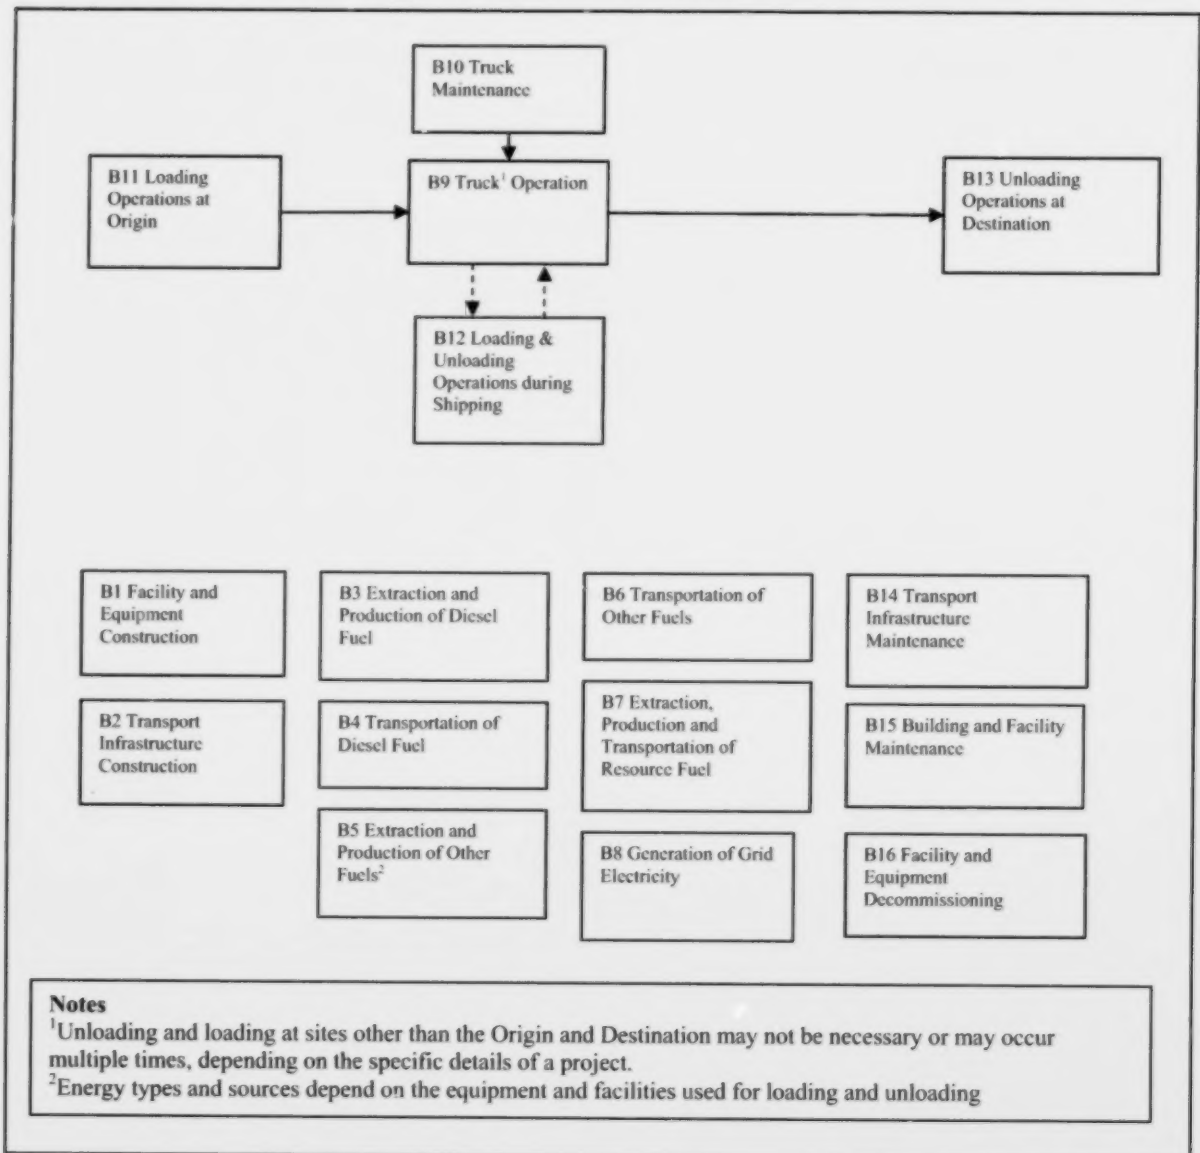 B10 Truck
Maintenance
B11 Loading
Operations at
Origin
B9 Truck¹ Operation
B13 Unloading
Operations at
Destination
B12 Loading &
Unloading
Operations during
Shipping
B1 Facility and
Equipment
Construction
B3 Extraction and
Production of Diesel
Fuel
B6 Transportation of
Other Fuels
B14 Transport
Infrastructure
Maintenance
B2 Transport
Infrastructure
Construction
B4 Transportation of
Diesel Fuel
B7 Extraction,
Production and
Transportation of
Resource Fuel
B15 Building and Facility
Maintenance
B5 Extraction and
Production of Other
Fuels²
B8 Generation of Grid
Electricity
B16 Facility and
Equipment
Decommissioning
Notes
¹Unloading and loading at sites other than the Origin and Destination may not be necessary or may occur
multiple times, depending on the specific details of a project.
²Energy types and sources depend on the equipment and facilities used for loading and unloading